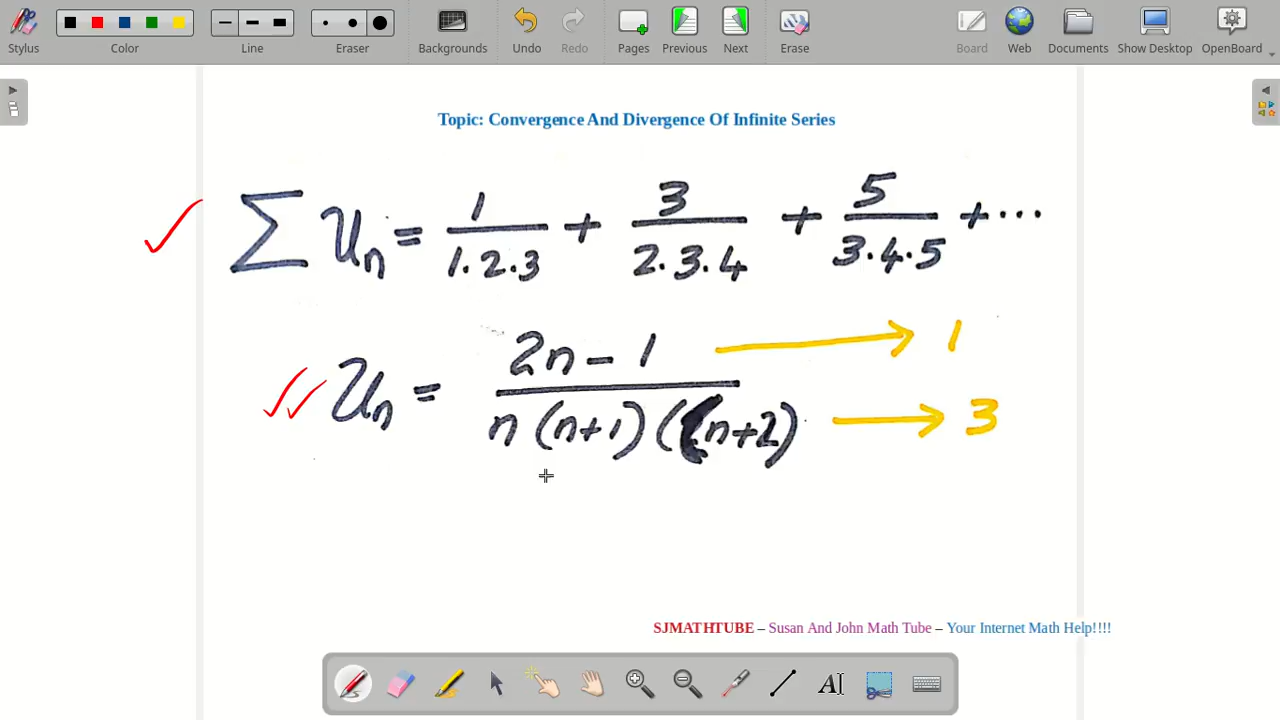 Stylus Color Line Eraser Backgrounds Undo Redo Pages Previous Next Erase Board Web Documents Show Desktop OpenBoard
Topic: Convergence And Divergence Of Infinite Series
∑ Un = 1/1.2.3 + 3/2.3.4 + 5/3.4.5 + ...
Un = 2n - 1 / n(n+1)(n+2)
→ 1
→ 3
SJMATHTUBE – Susan And John Math Tube – Your Internet Math Help!!!!
AI